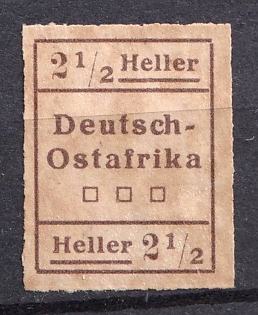 2 1/2 Heller
Deutsch-
Ostafrika
Heller 2 1/2